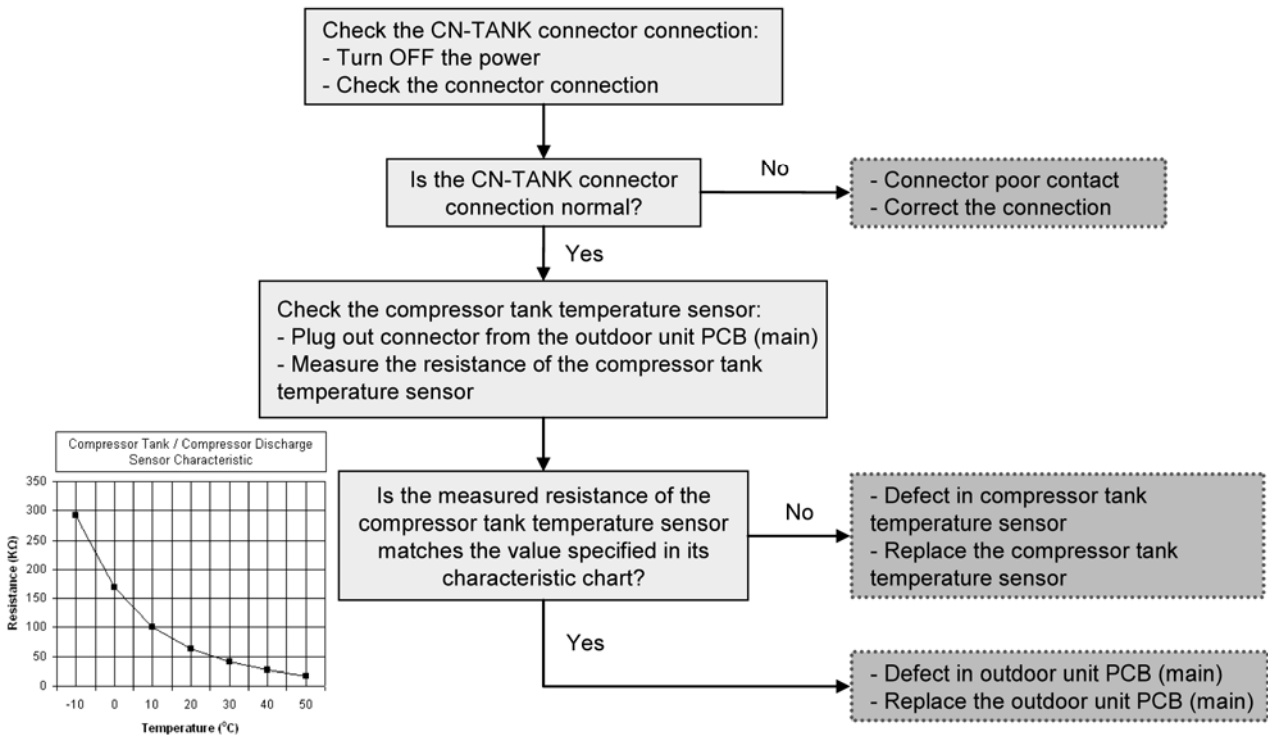 Check the CN-TANK connector connection:
- Turn OFF the power
- Check the connector connection
Is the CN-TANK connector
connection normal?
No
- Connector poor contact
- Correct the connection
Yes
Check the compressor tank temperature sensor:
- Plug out connector from the outdoor unit PCB (main)
- Measure the resistance of the compressor tank
temperature sensor
Compressor Tank / Compressor Discharge
Sensor Characteristic
350
300
250
200
150
100
50
0
Resistance (KΩ)
-10 0 10 20 30 40 50
Temperature (°C)
Is the measured resistance of the
compressor tank temperature sensor
matches the value specified in its
characteristic chart?
No
- Defect in compressor tank
temperature sensor
- Replace the compressor tank
temperature sensor
Yes
- Defect in outdoor unit PCB (main)
- Replace the outdoor unit PCB (main)